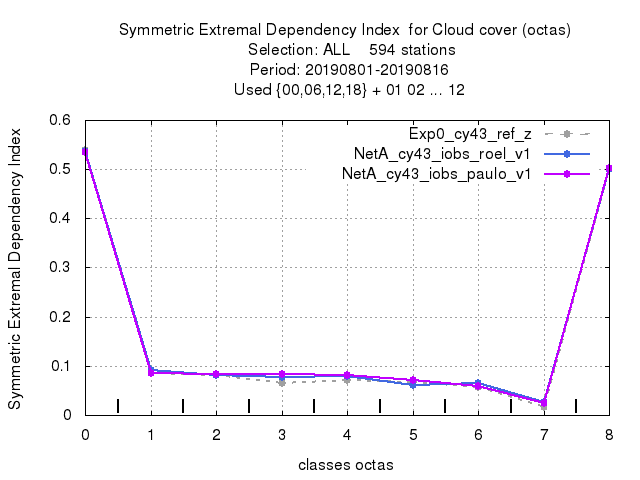 Symmetric Extremal Dependency Index  for Cloud cover (octas)
Selection: ALL    594 stations
Period: 20190801-20190816
Used {00,06,12,18} + 01 02 ... 12
Symmetric Extremal Dependency Index
0.6
0.5
0.4
0.3
0.2
0.1
0
Exp0_cy43_ref_z
NetA_cy43_iobs_roel_v1
NetA_cy43_iobs_paulo_v1
0 1 2 3 4 5 6 7 8
classes octas